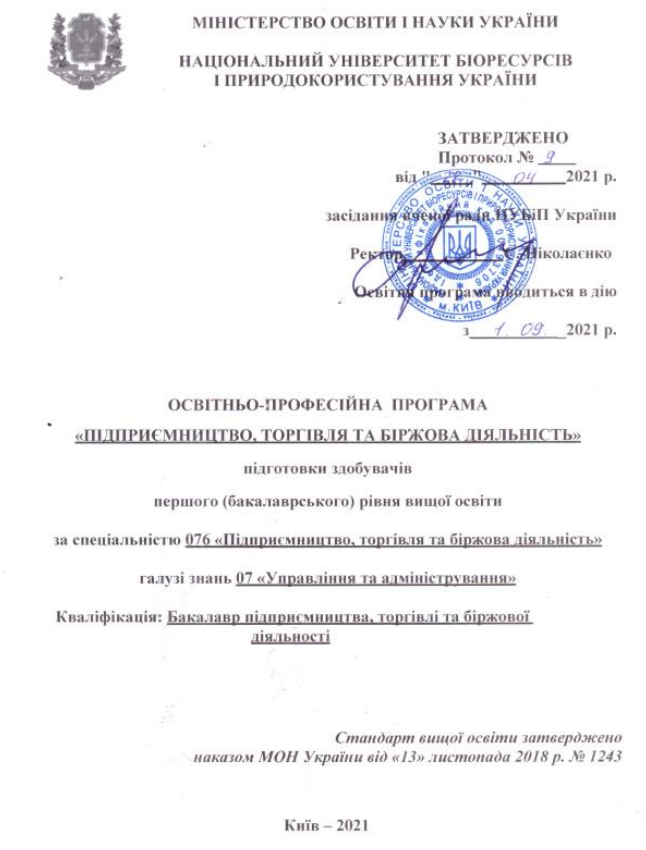 МІНІСТЕРСТВО ОСВІТИ І НАУКИ УКРАЇНИ
НАЦІОНАЛЬНИЙ УНІВЕРСИТЕТ БІОРЕСУРСІВ
І ПРИРОДОКОРИСТУВАННЯ УКРАЇНИ
ЗАТВЕРДЖЕНО
Протокол № 9
від " " 04 2021 р.
засідання вченої ради НУБіП України
Ректор С. Ніколаєнко
Освітня програма вводиться в дію
з 1. 09. 2021 р.
м. КИЇВ
ОСВІТНЬО-ПРОФЕСІЙНА ПРОГРАМА
«ПІДПРИЄМНИЦТВО, ТОРГІВЛЯ ТА БІРЖОВА ДІЯЛЬНІСТЬ»
підготовки здобувачів
першого (бакалаврського) рівня вищої освіти
за спеціальністю 076 «Підприємництво, торгівля та біржова діяльність»
галузі знань 07 «Управління та адміністрування»
Кваліфікація: Бакалавр підприємництва, торгівлі та біржової
діяльності
Стандарт вищої освіти затверджено
наказом МОН України від «13» листопада 2018 р. № 1243
Київ – 2021